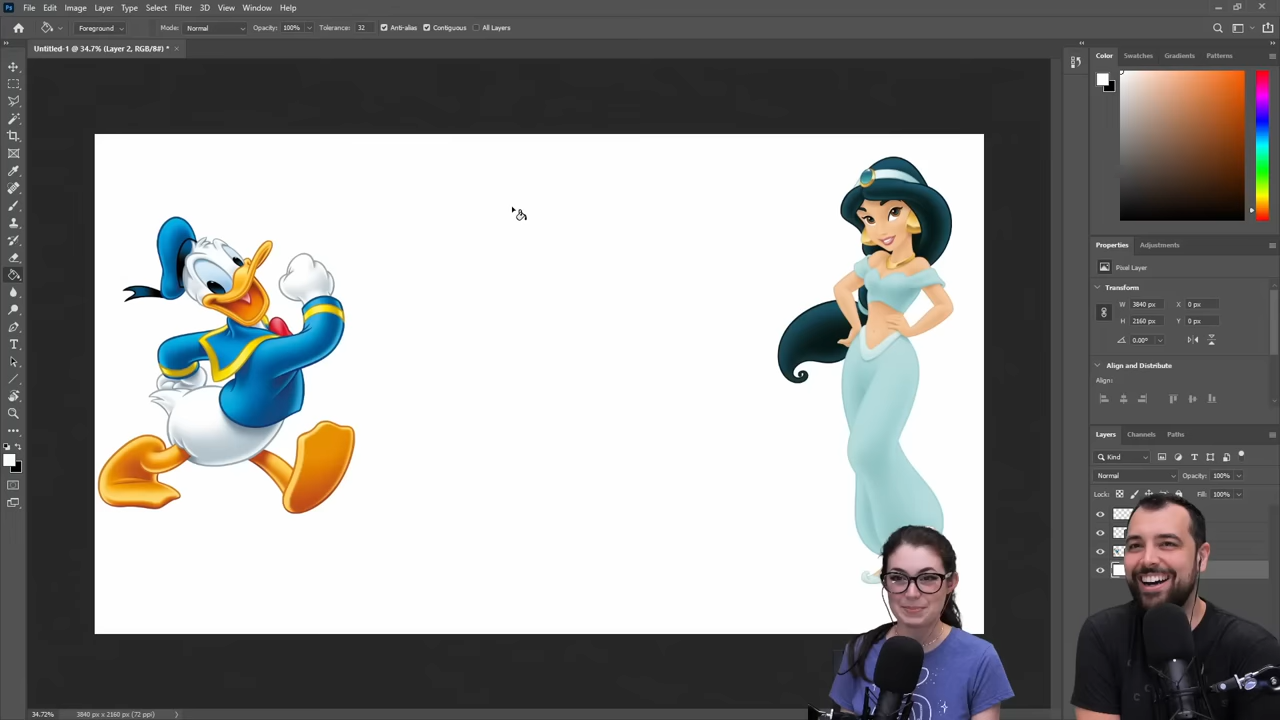 Ps File Edit Image Layer Type Select Filter 3D View Window Help
Foreground Mode: Normal Opacity: 100% Tolerance: 32 Anti-alias Contiguous All Layers
Untitled-1 @ 34.7% (Layer 2, RGB/8#) *
Color Swatches Gradients Patterns
Properties Adjustments
Pixel Layer
Transform
W 3840 px X 0 px
H 2160 px Y 0 px
0.00°
Align and Distribute
Align:
Layers Channels Paths
Kind
Normal Opacity: 100%
Lock: Fill: 100%
34.72% 3840 px x 2160 px (72 ppi)